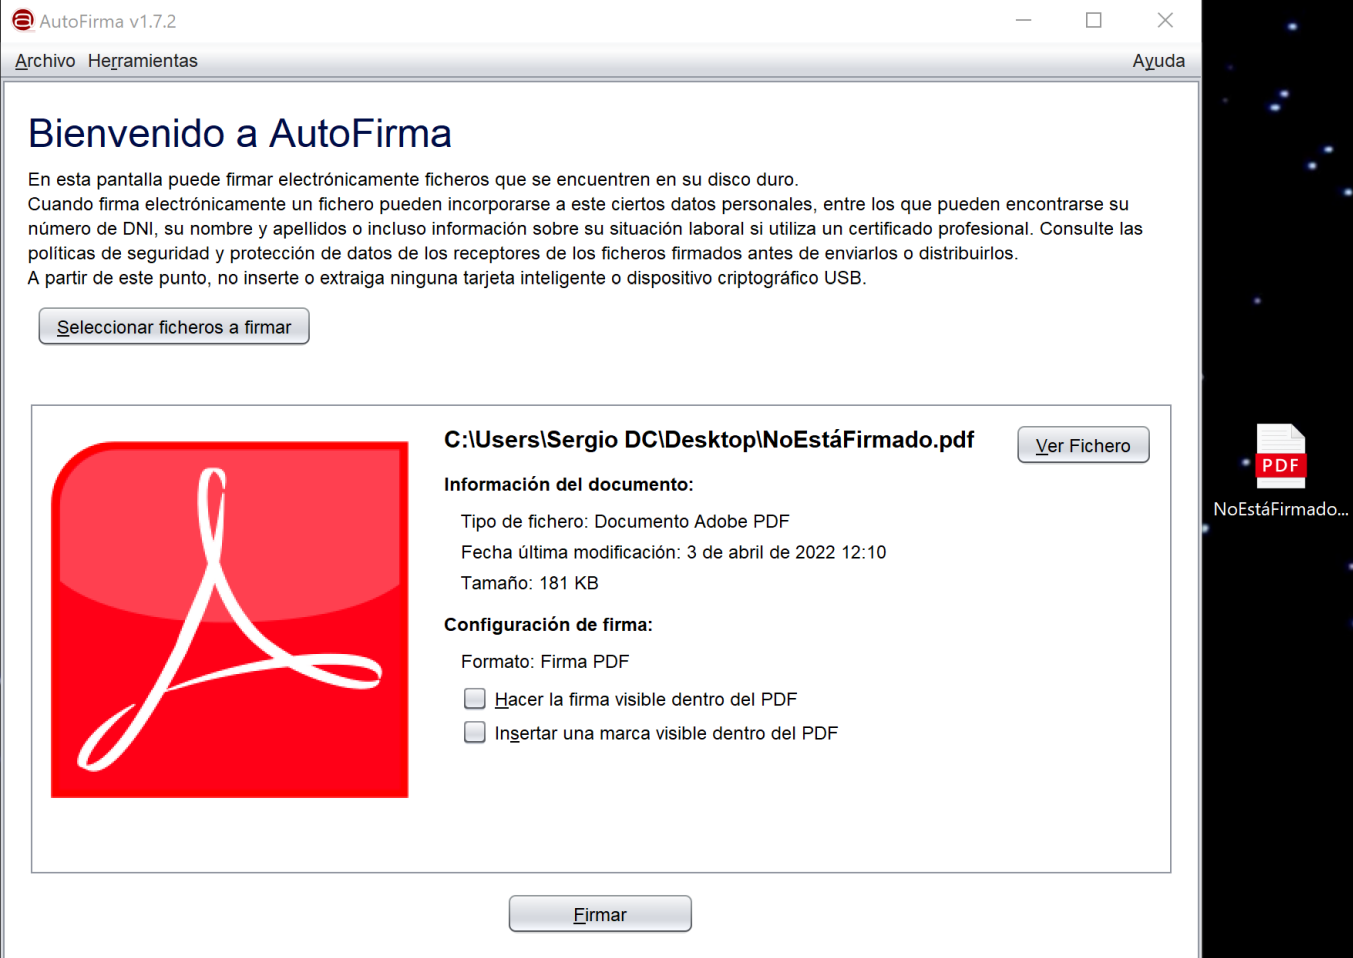 AutoFirma v1.7.2
Archivo Herramientas Ayuda
Bienvenido a AutoFirma
En esta pantalla puede firmar electrónicamente ficheros que se encuentren en su disco duro.
Cuando firma electrónicamente un fichero pueden incorporarse a este ciertos datos personales, entre los que pueden encontrarse su
número de DNI, su nombre y apellidos o incluso información sobre su situación laboral si utiliza un certificado profesional. Consulte las
políticas de seguridad y protección de datos de los receptores de los ficheros firmados antes de enviarlos o distribuirlos.
A partir de este punto, no inserte o extraiga ninguna tarjeta inteligente o dispositivo criptográfico USB.
Seleccionar ficheros a firmar
C:\Users\Sergio DC\Desktop\NoEstáFirmado.pdf
Ver Fichero
Información del documento:
Tipo de fichero: Documento Adobe PDF
Fecha última modificación: 3 de abril de 2022 12:10
Tamaño: 181 KB
Configuración de firma:
Formato: Firma PDF
Hacer la firma visible dentro del PDF
Insertar una marca visible dentro del PDF
Firmar
PDF
NoEstáFirmado...